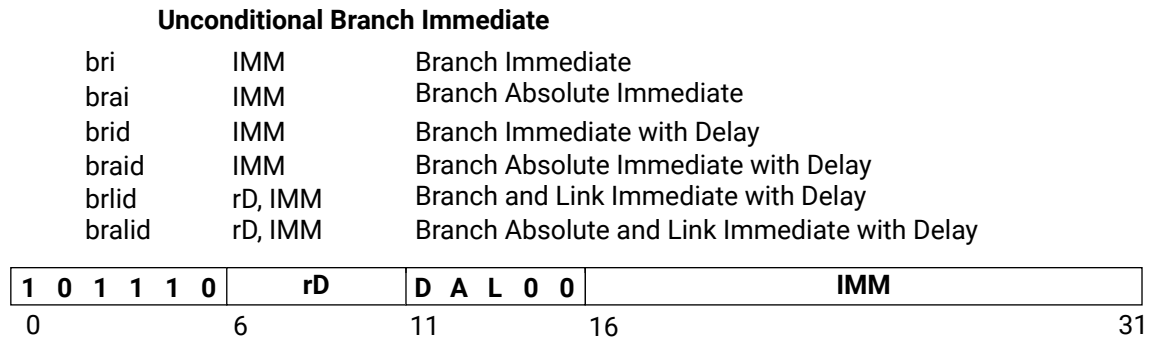 Unconditional Branch Immediate
bri IMM Branch Immediate
brai IMM Branch Absolute Immediate
brid IMM Branch Immediate with Delay
braid IMM Branch Absolute Immediate with Delay
brlid rD, IMM Branch and Link Immediate with Delay
bralid rD, IMM Branch Absolute and Link Immediate with Delay
1 0 1 1 1 0 rD D A L 0 0 IMM
0 6 11 16 31